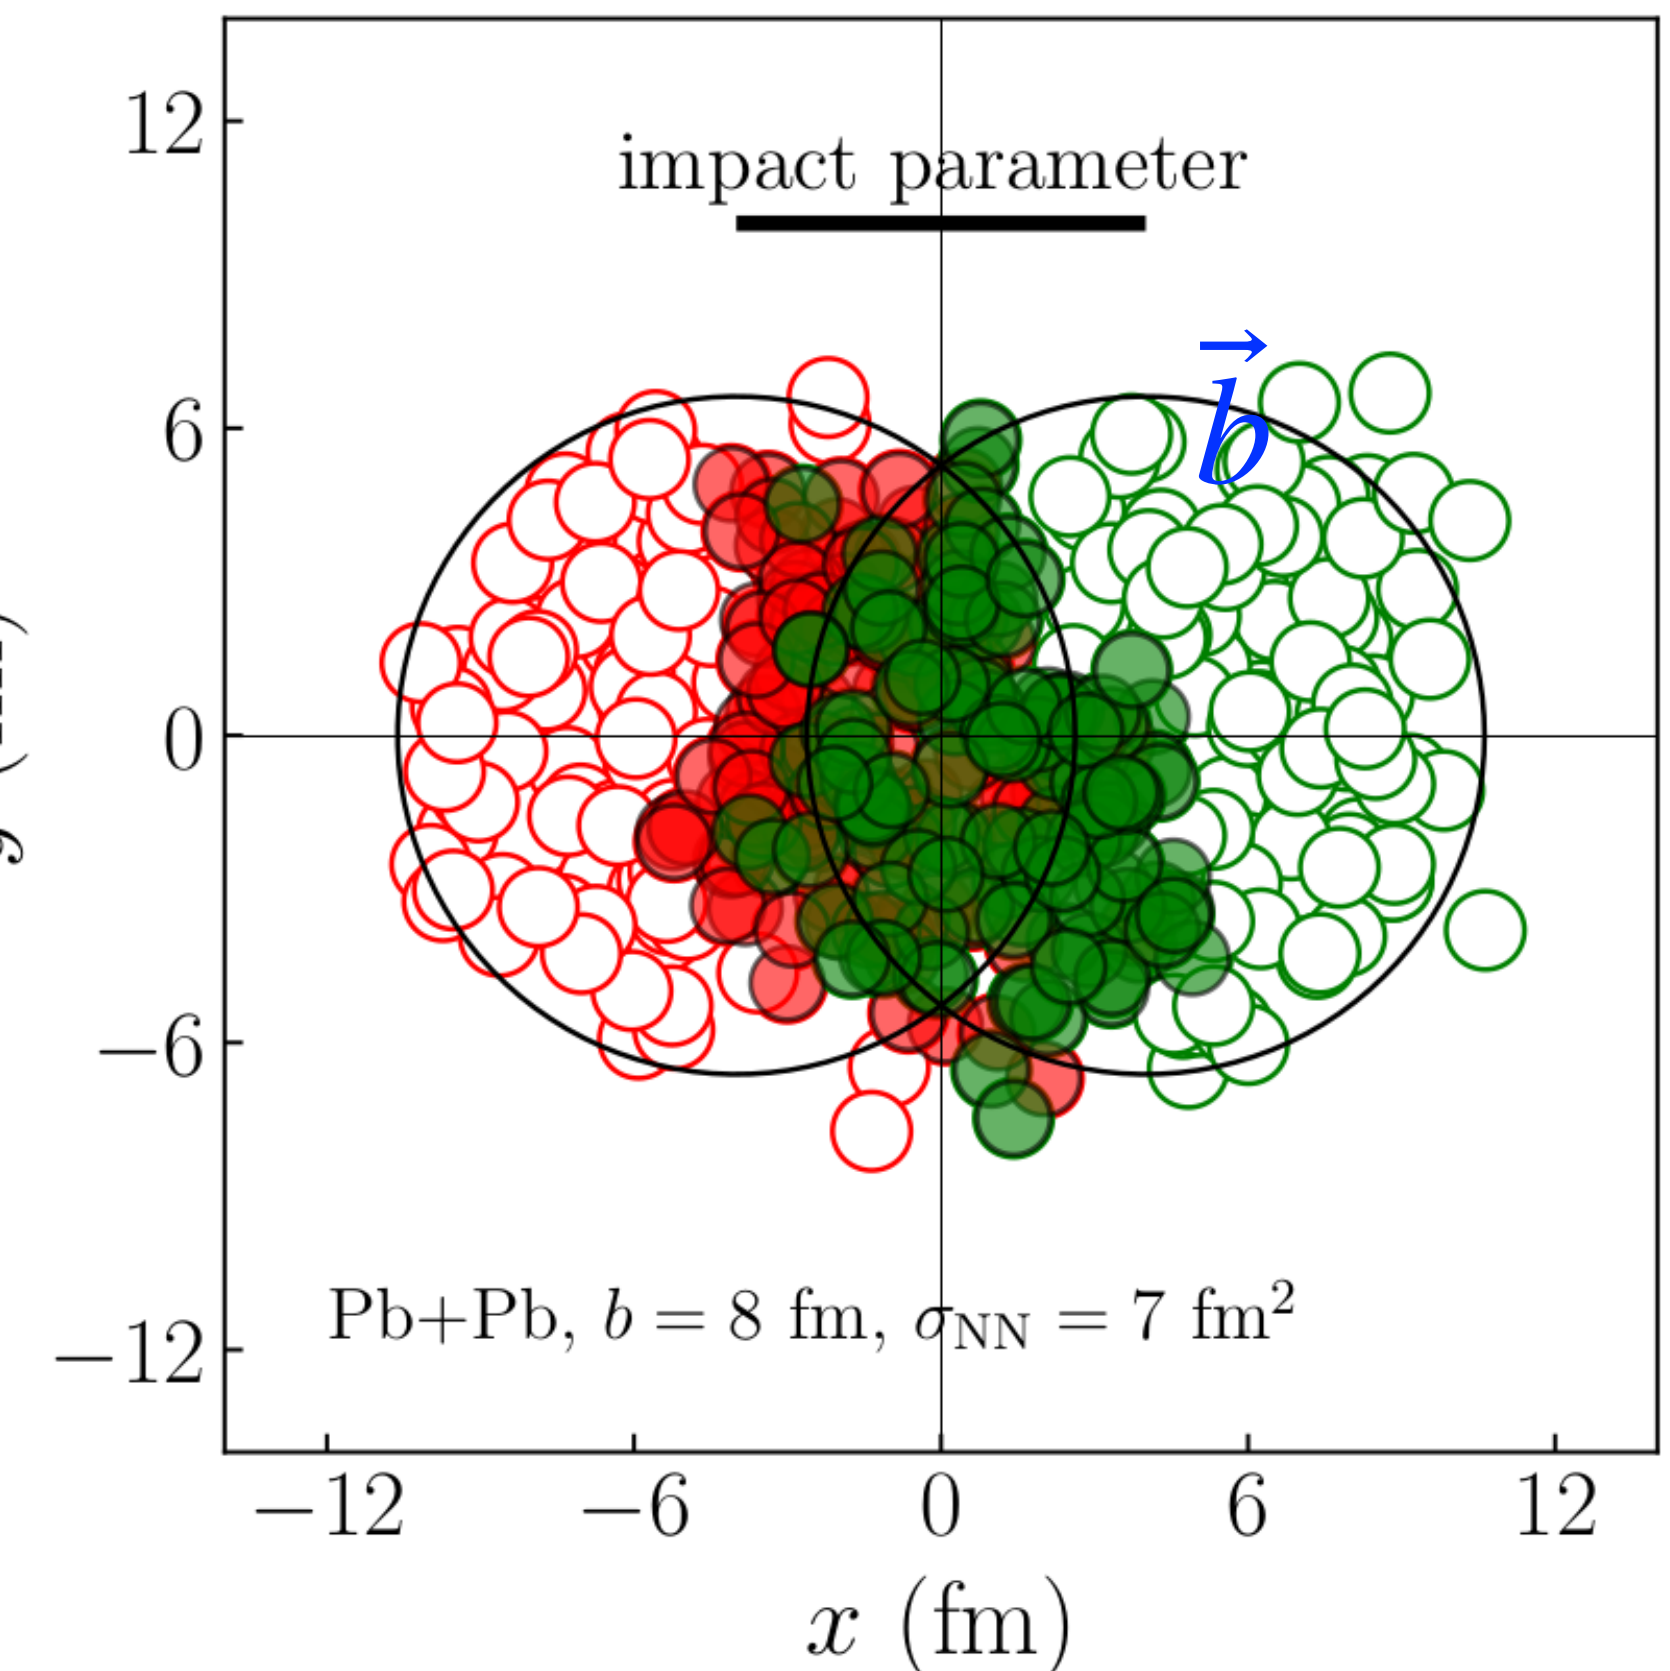 12
impact parameter
b⃗
6
0
−6
Pb+Pb, b = 8 fm, σNN = 7 fm²
−12
−12 −6 0 6 12
x (fm)